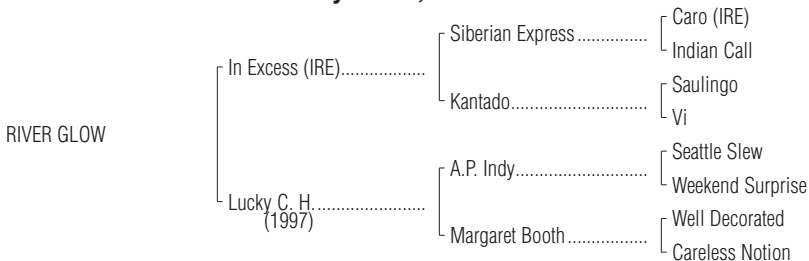 Caro (IRE)
Siberian Express ...............
Indian Call
In Excess (IRE)..................
Saulingo
Kantado.............................
Vi
RIVER GLOW
Seattle Slew
A.P. Indy............................
Weekend Surprise
Lucky C. H. .......................
(1997)
Well Decorated
Margaret Booth .................
Careless Notion